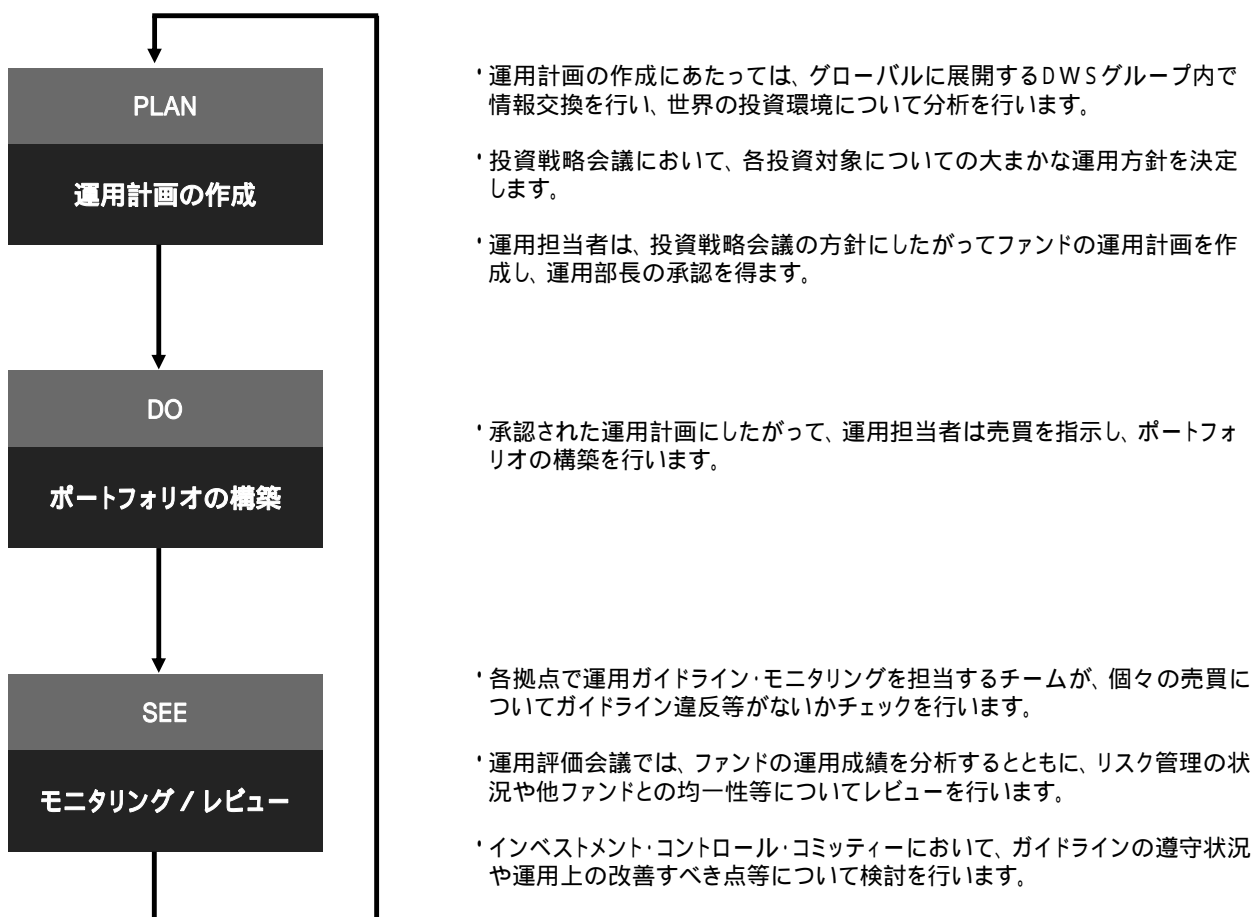 PLAN
運用計画の作成
・運用計画の作成にあたっては、グローバルに展開するDWSグループ内で
情報交換を行い、世界の投資環境について分析を行います。
・投資戦略会議において、各投資対象についての大まかな運用方針を決定
します。
・運用担当者は、投資戦略会議の方針にしたがってファンドの運用計画を作
成し、運用部長の承認を得ます。
DO
ポートフォリオの構築
・承認された運用計画にしたがって、運用担当者は売買を指示し、ポートフォ
リオの構築を行います。
SEE
モニタリング / レビュー
・各拠点で運用ガイドライン・モニタリングを担当するチームが、個々の売買に
ついてガイドライン違反等がないかチェックを行います。
・運用評価会議では、ファンドの運用成績を分析するとともに、リスク管理の状
況や他ファンドとの均一性等についてレビューを行います。
・インベストメント・コントロール・コミッティーにおいて、ガイドラインの遵守状況
や運用上の改善すべき点等について検討を行います。